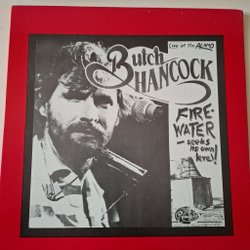 Live at the ALAMO
Butch
HANCOCK
FIRE-
WATER
-seeks
its own
level!